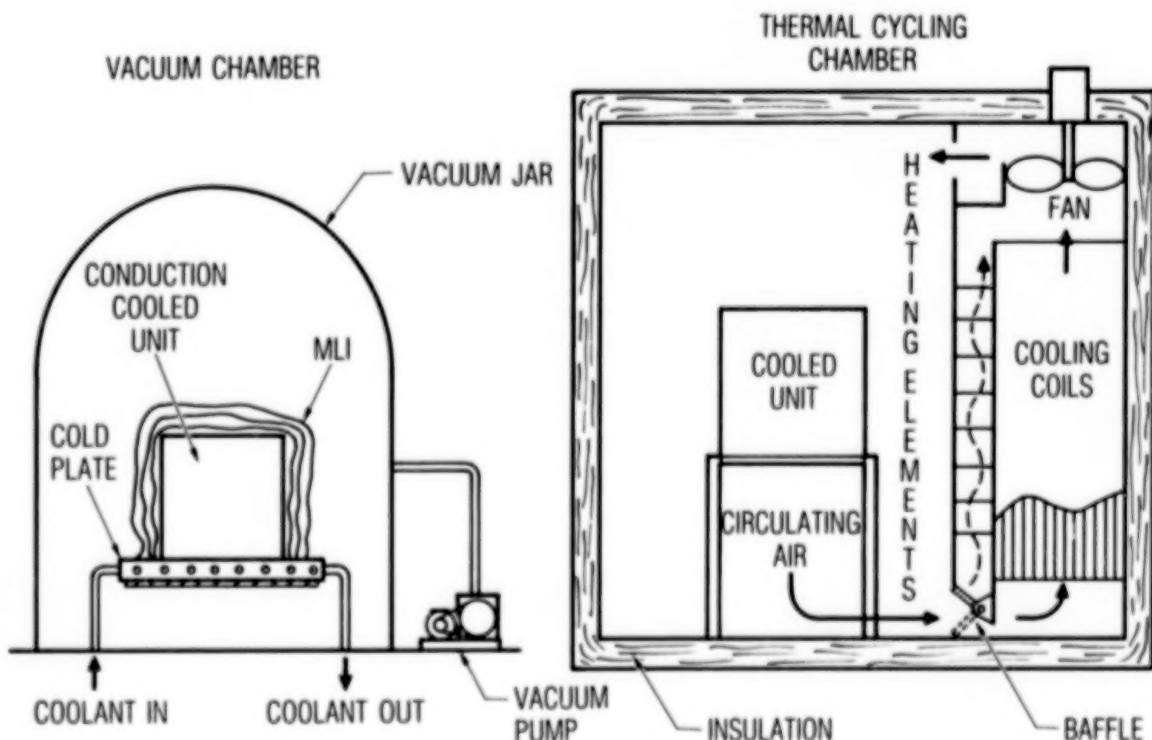 VACUUM CHAMBER
VACUUM JAR
CONDUCTION
COOLED
UNIT
MLI
COLD
PLATE
COOLANT IN
COOLANT OUT
VACUUM
PUMP
THERMAL CYCLING
CHAMBER
HEATING ELEMENTS
FAN
COOLED
UNIT
COOLING
COILS
CIRCULATING
AIR
INSULATION
BAFFLE